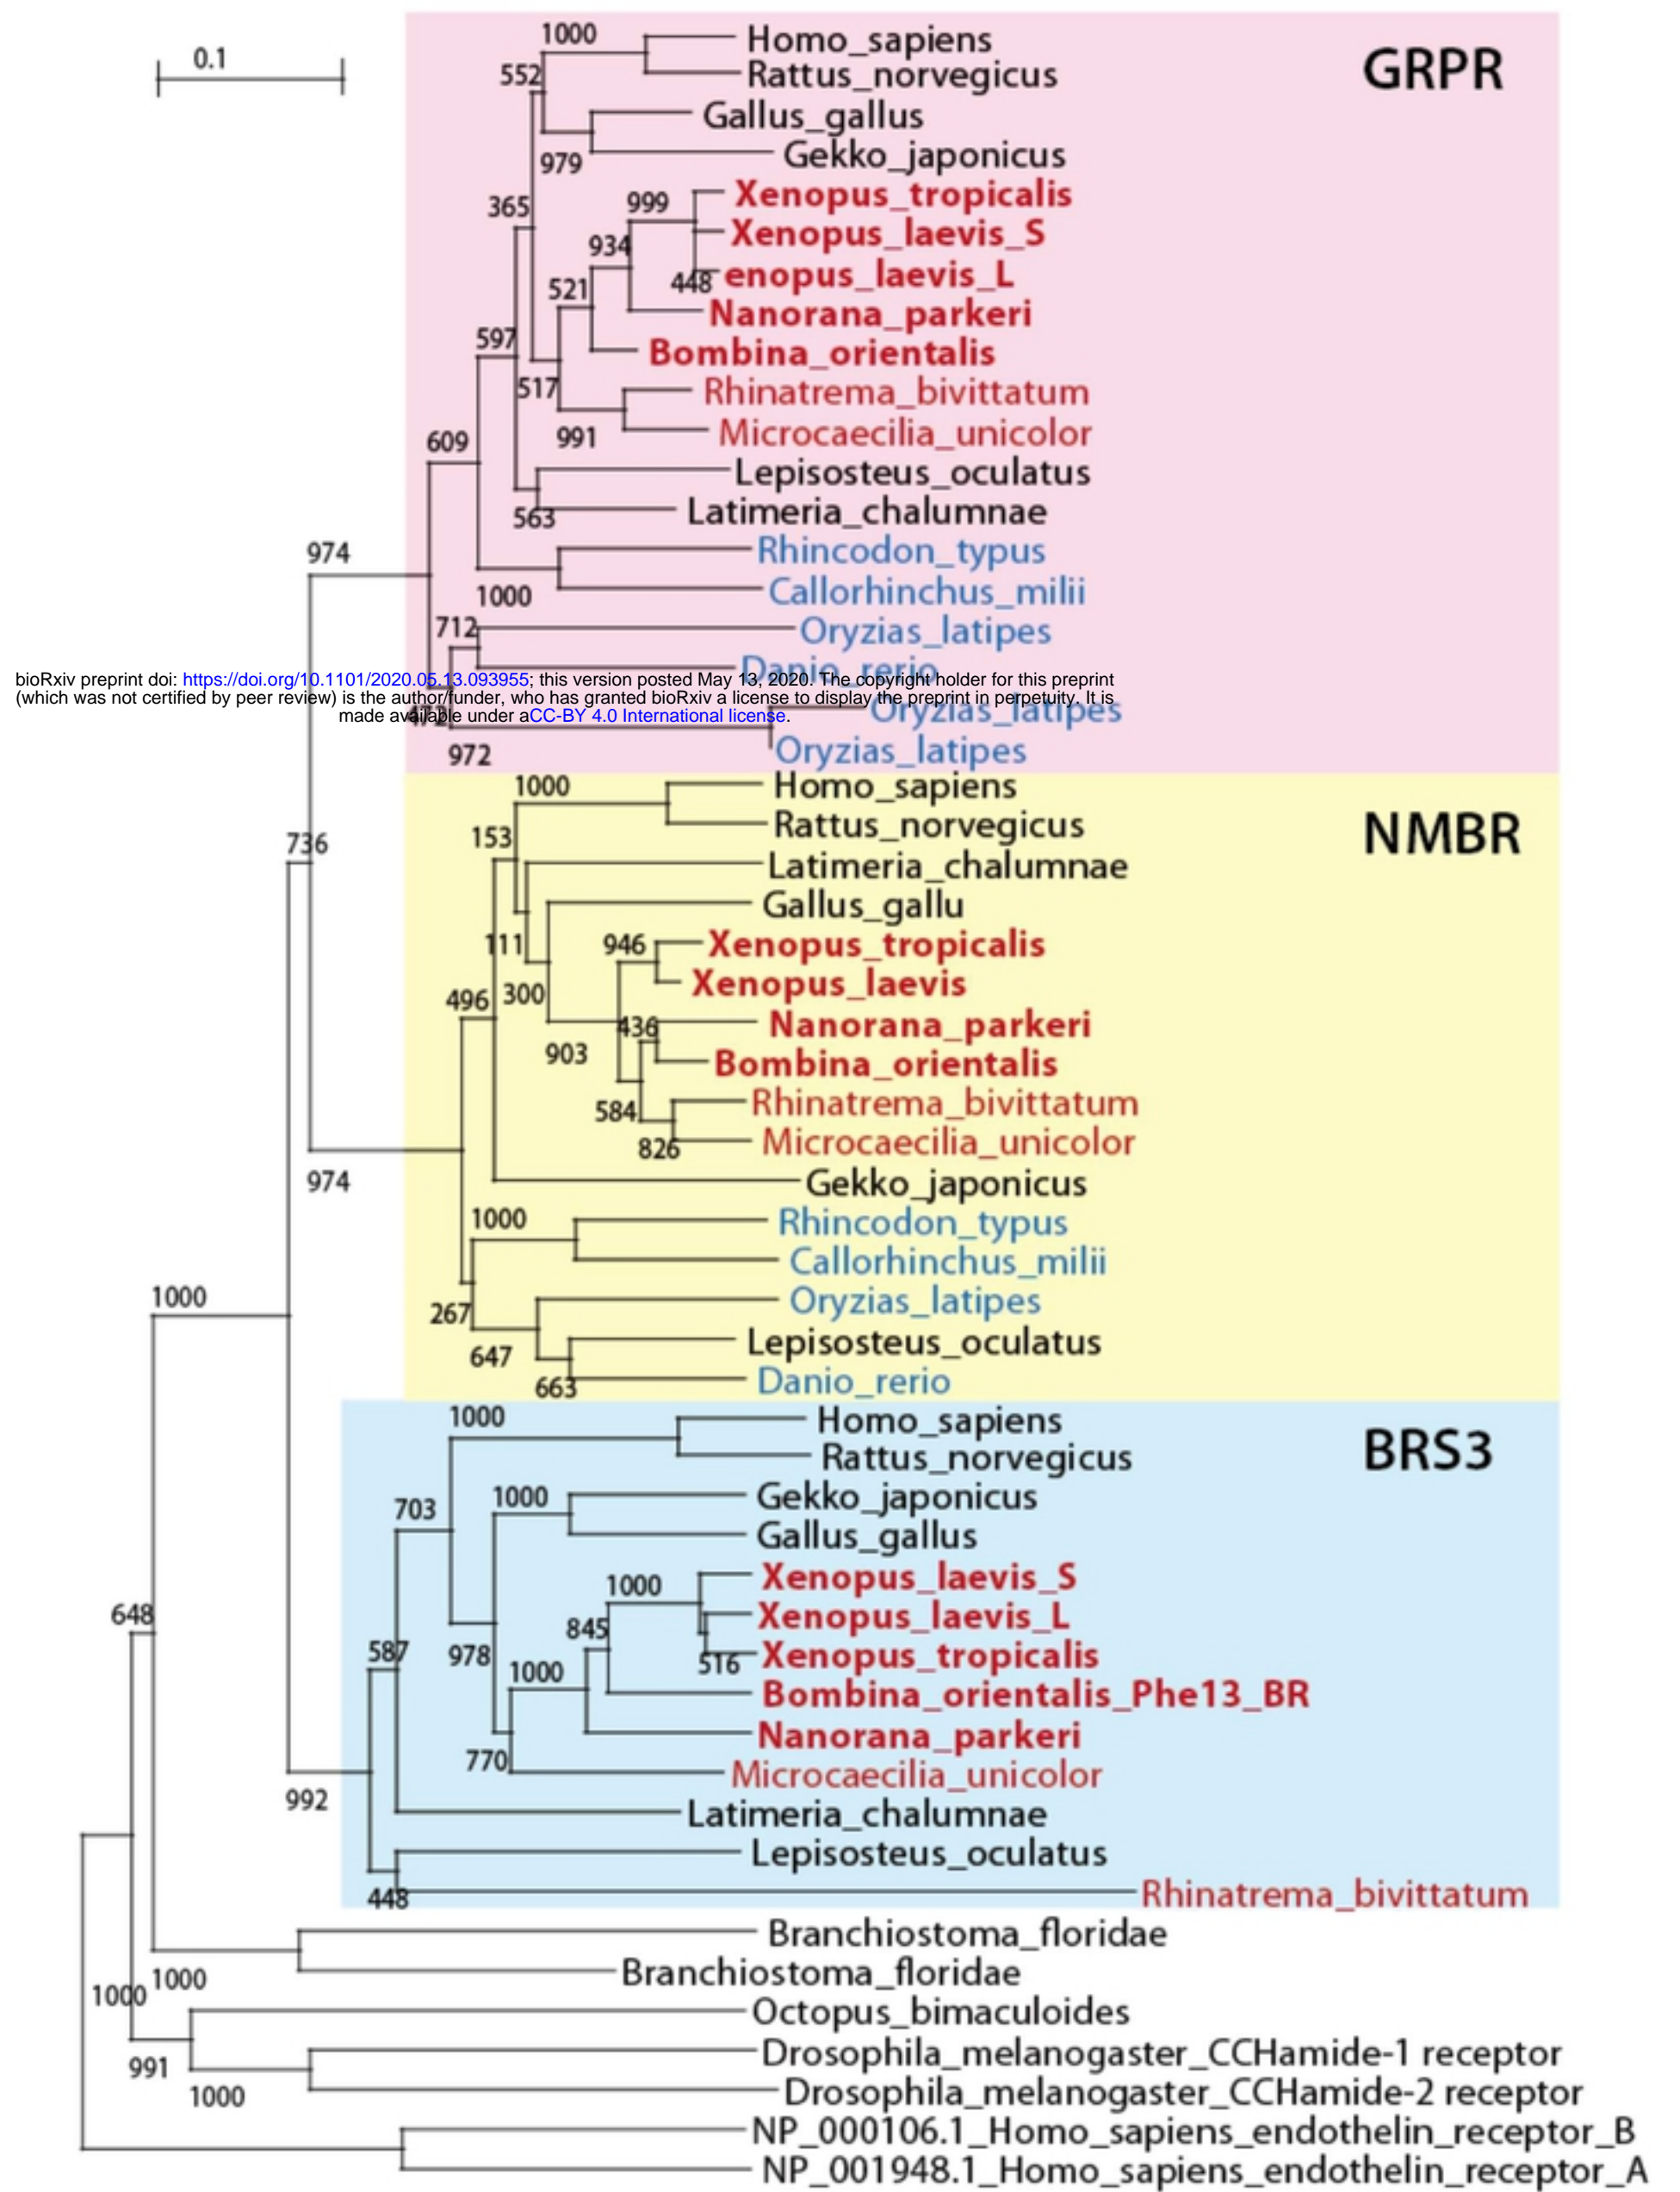 0.1
GRPR
1000
Homo_sapiens
Rattus_norvegicus
552
Gallus_gallus
979
Gekko_japonicus
365
999
Xenopus_tropicalis
Xenopus_laevis_S
934
448
enopus_laevis_L
521
Nanorana_parkeri
597
Bombina_orientalis
517
Rhinatrema_bivittatum
991
Microcaecilia_unicolor
609
Lepisosteus_oculatus
563
Latimeria_chalumnae
974
Rhincodon_typus
1000
Callorhinchus_milii
712
Oryzias_latipes
Danio_rerio
bioRxiv preprint doi: https://doi.org/10.1101/2020.05.13.093955; this version posted May 13, 2020. The copyright holder for this preprint
(which was not certified by peer review) is the author/funder, who has granted bioRxiv a license to display the preprint in perpetuity. It is
made available under aCC-BY 4.0 International license.
Oryzias_latipes
972
Oryzias_latipes
NMBR
1000
Homo_sapiens
Rattus_norvegicus
736
153
Latimeria_chalumnae
Gallus_gallu
111
946
Xenopus_tropicalis
496
300
Xenopus_laevis
436
Nanorana_parkeri
903
Bombina_orientalis
584
Rhinatrema_bivittatum
826
Microcaecilia_unicolor
974
Gekko_japonicus
1000
Rhincodon_typus
Callorhinchus_milii
1000
267
Oryzias_latipes
647
Lepisosteus_oculatus
663
Danio_rerio
BRS3
1000
Homo_sapiens
Rattus_norvegicus
703
1000
Gekko_japonicus
Gallus_gallus
1000
Xenopus_laevis_S
648
845
Xenopus_laevis_L
587
978
1000
516
Xenopus_tropicalis
Bombina_orientalis_Phe13_BR
Nanorana_parkeri
770
Microcaecilia_unicolor
992
Latimeria_chalumnae
Lepisosteus_oculatus
448
Rhinatrema_bivittatum
Branchiostoma_floridae
1000
1000
Branchiostoma_floridae
Octopus_bimaculoides
991
Drosophila_melanogaster_CCHamide-1 receptor
1000
Drosophila_melanogaster_CCHamide-2 receptor
NP_000106.1_Homo_sapiens_endothelin_receptor_B
NP_001948.1_Homo_sapiens_endothelin_receptor_A